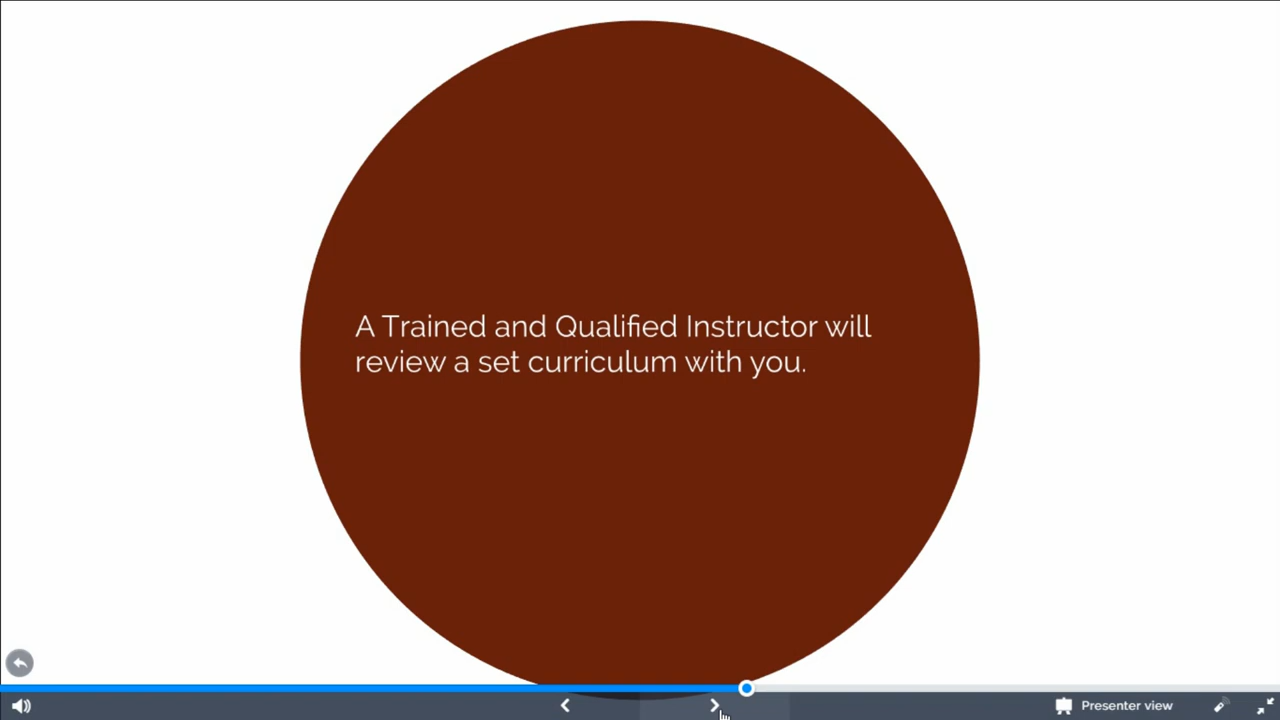 A Trained and Qualified Instructor will
review a set curriculum with you.
Presenter view